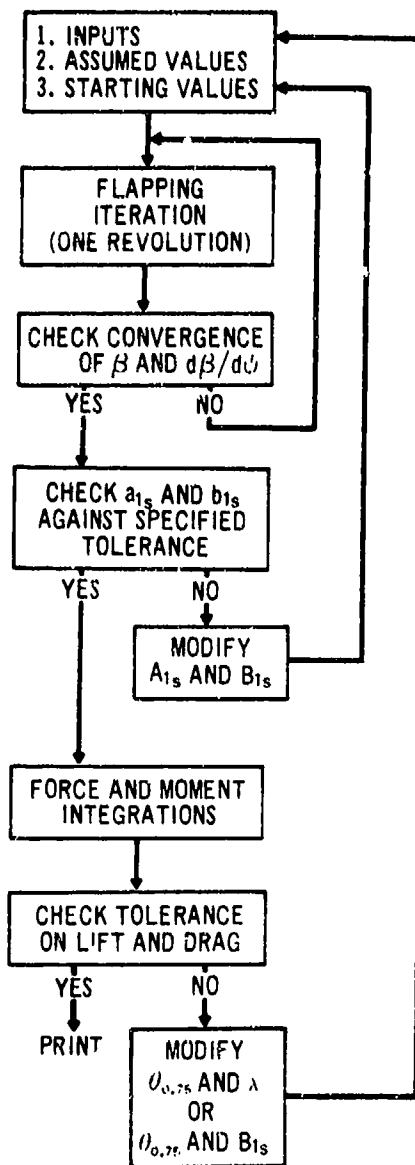 1. INPUTS
2. ASSUMED VALUES
3. STARTING VALUES
FLAPPING
ITERATION
(ONE REVOLUTION)
CHECK CONVERGENCE
OF β AND dβ/dψ
YES NO
CHECK a1s AND b1s
AGAINST SPECIFIED
TOLERANCE
YES NO
MODIFY
A1s AND B1s
FORCE AND MOMENT
INTEGRATIONS
CHECK TOLERANCE
ON LIFT AND DRAG
YES NO
PRINT
MODIFY
θ0.75 AND λ
OR
θ0.75 AND B1s